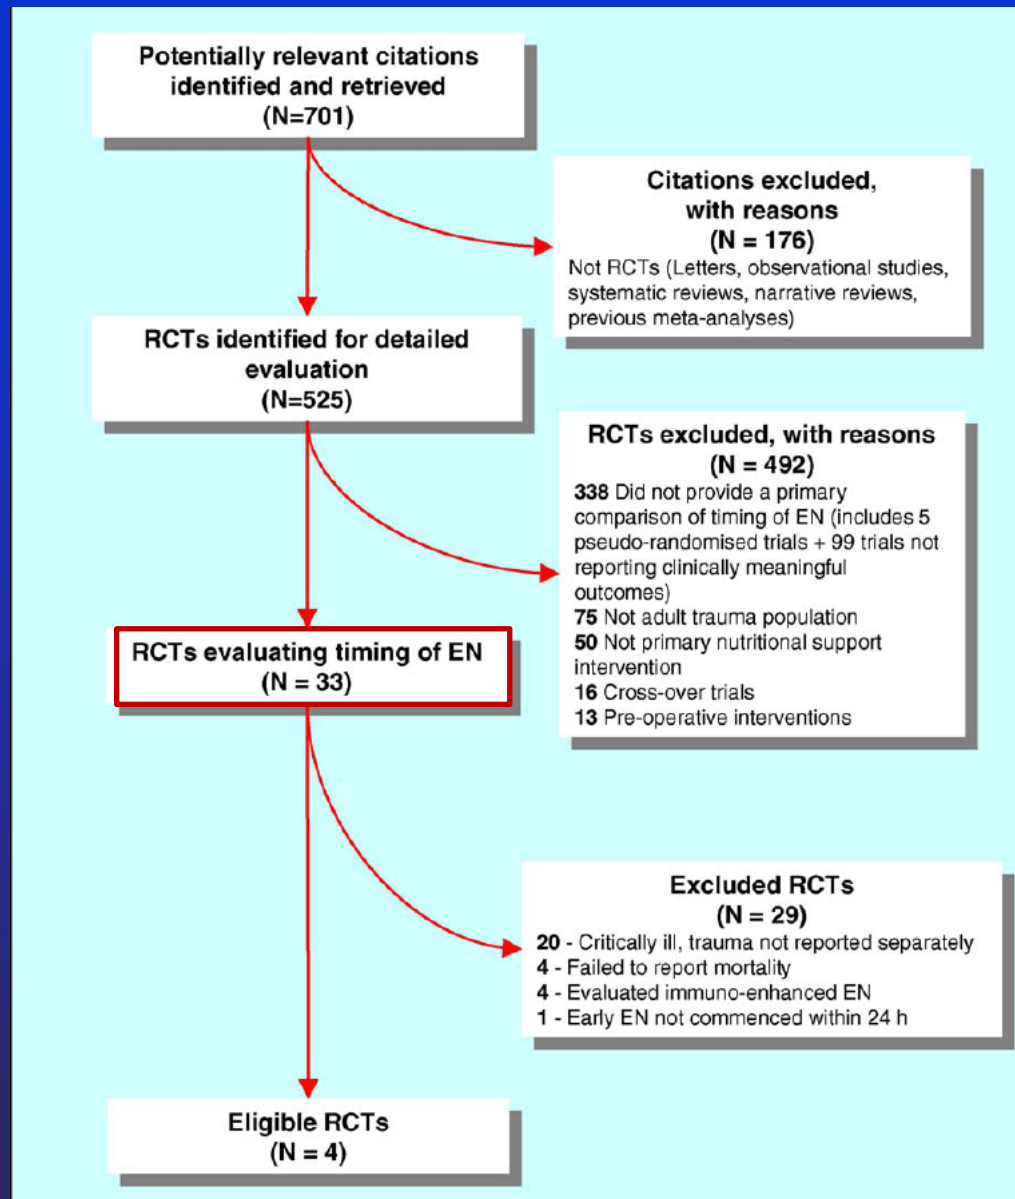 Potentially relevant citations
identified and retrieved
(N=701)
Citations excluded,
with reasons
(N = 176)
Not RCTs (Letters, observational studies,
systematic reviews, narrative reviews,
previous meta-analyses)
RCTs identified for detailed
evaluation
(N=525)
RCTs excluded, with reasons
(N = 492)
338 Did not provide a primary
comparison of timing of EN (includes 5
pseudo-randomised trials + 99 trials not
reporting clinically meaningful
outcomes)
75 Not adult trauma population
50 Not primary nutritional support
intervention
16 Cross-over trials
13 Pre-operative interventions
RCTs evaluating timing of EN
(N = 33)
Excluded RCTs
(N = 29)
20 - Critically ill, trauma not reported separately
4 - Failed to report mortality
4 - Evaluated immuno-enhanced EN
1 - Early EN not commenced within 24 h
Eligible RCTs
(N = 4)